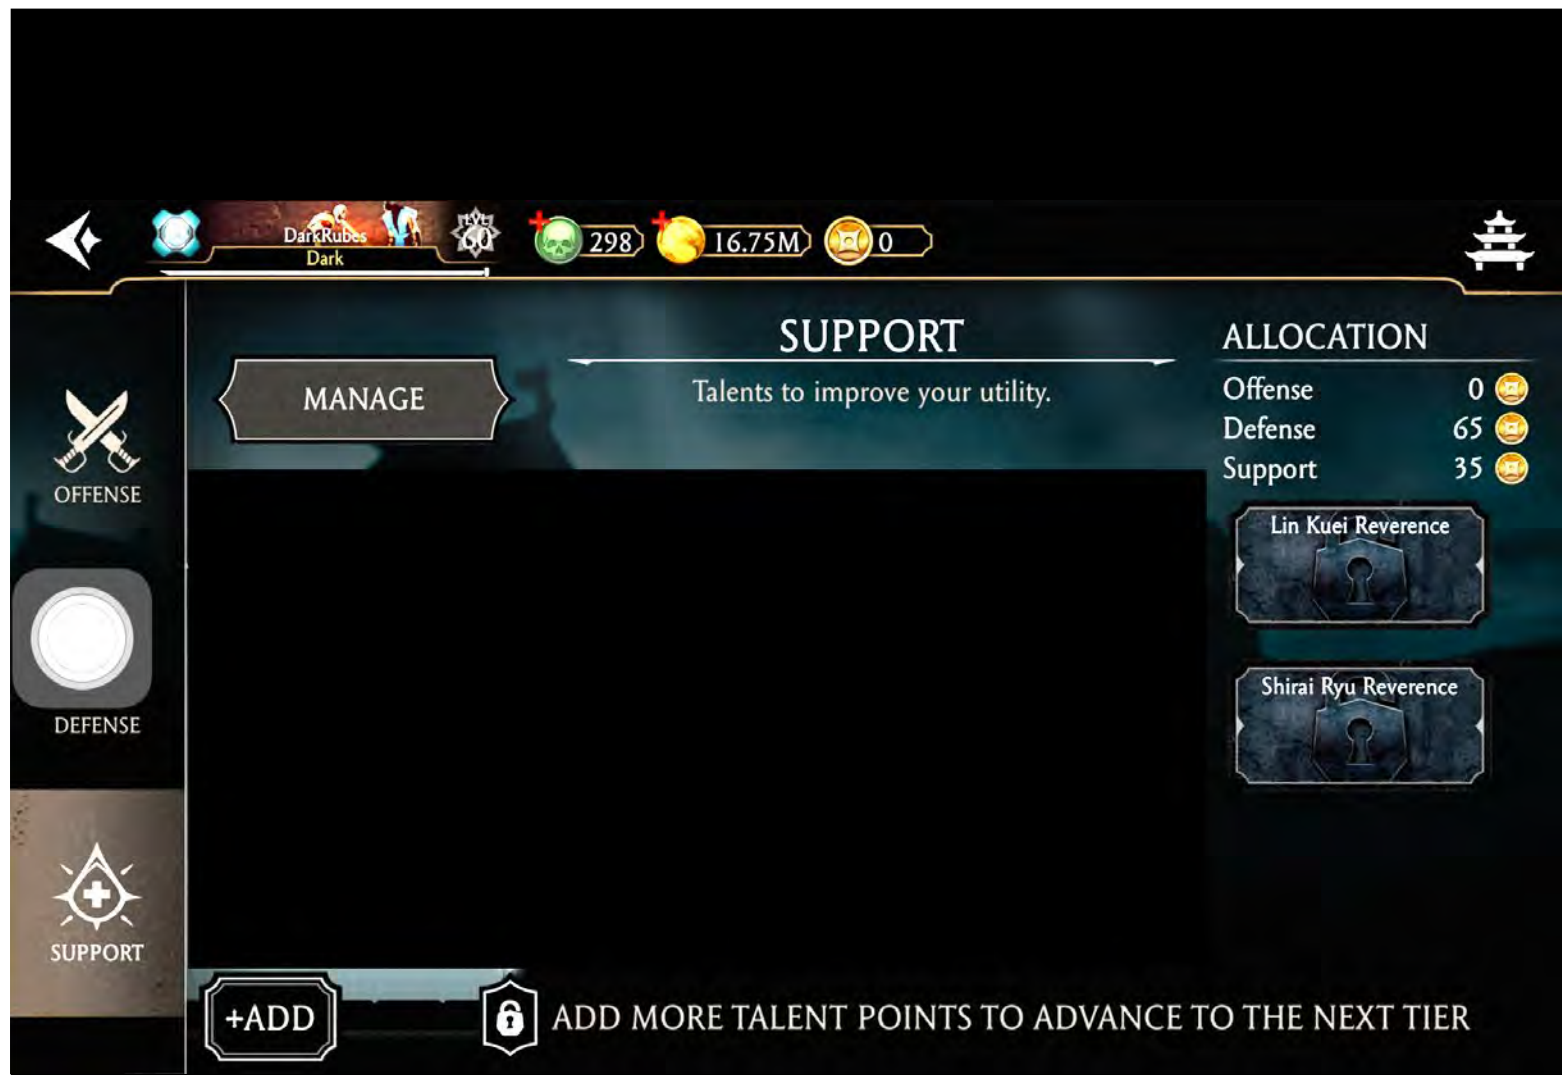 DarkRubes
Dark
LVL
60
298
16.75M
0
SUPPORT
Talents to improve your utility.
MANAGE
ALLOCATION
Offense 0
Defense 65
Support 35
OFFENSE
Lin Kuei Reverence
DEFENSE
Shirai Ryu Reverence
SUPPORT
+ADD
ADD MORE TALENT POINTS TO ADVANCE TO THE NEXT TIER